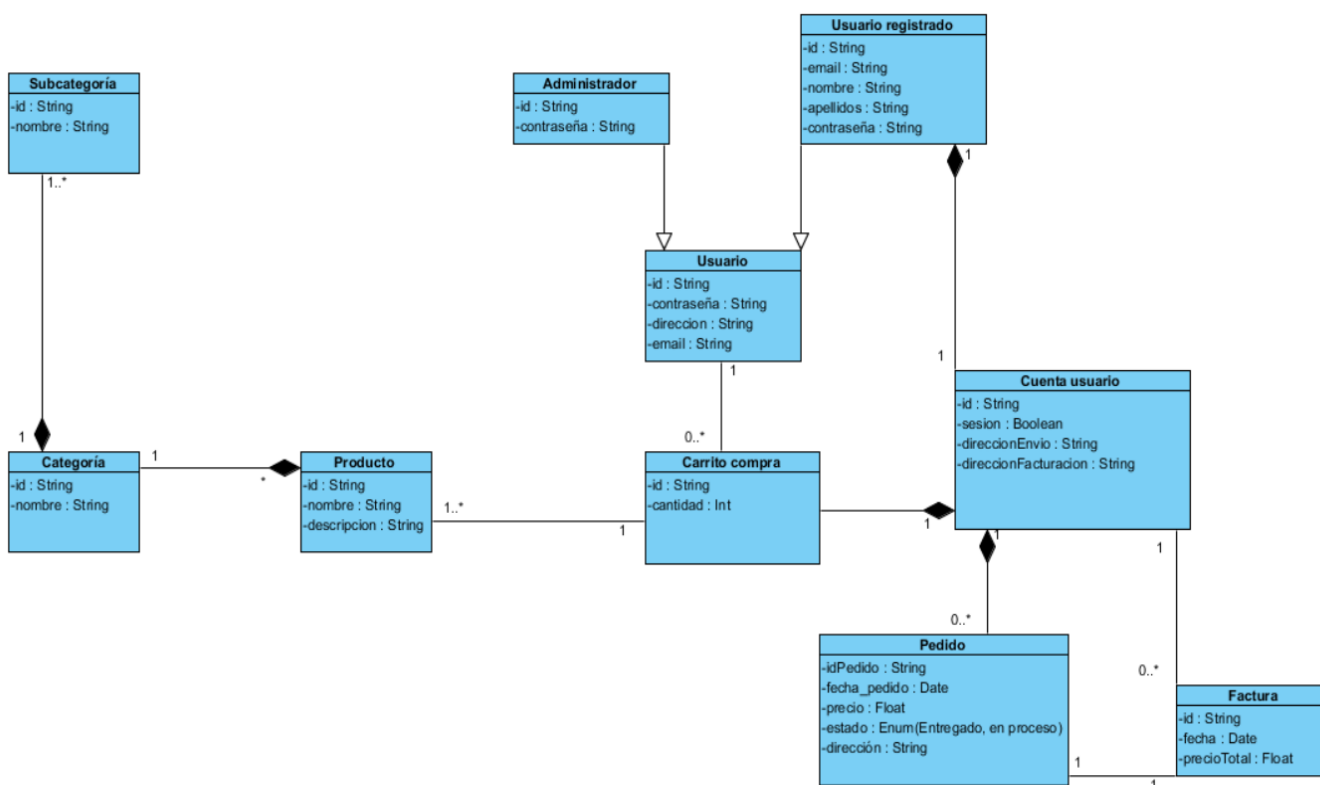 Usuario registrado
-id : String
-email : String
-nombre : String
-apellidos : String
-contraseña : String
1
Subcategoría
-id : String
-nombre : String
1..*
Administrador
-id : String
-contraseña : String
Usuario
-id : String
-contraseña : String
-direccion : String
-email : String
1
1
Cuenta usuario
-id : String
-sesion : Boolean
-direccionEnvio : String
-direccionFacturacion : String
1
1
1
1
Categoría
-id : String
-nombre : String
1
*
Producto
-id : String
-nombre : String
-descripcion : String
1..*
1
0..*
Carrito compra
-id : String
-cantidad : Int
0..*
Pedido
-idPedido : String
-fecha_pedido : Date
-precio : Float
-estado : Enum(Entregado, en proceso)
-dirección : String
1
1
0..*
Factura
-id : String
-fecha : Date
-precioTotal : Float